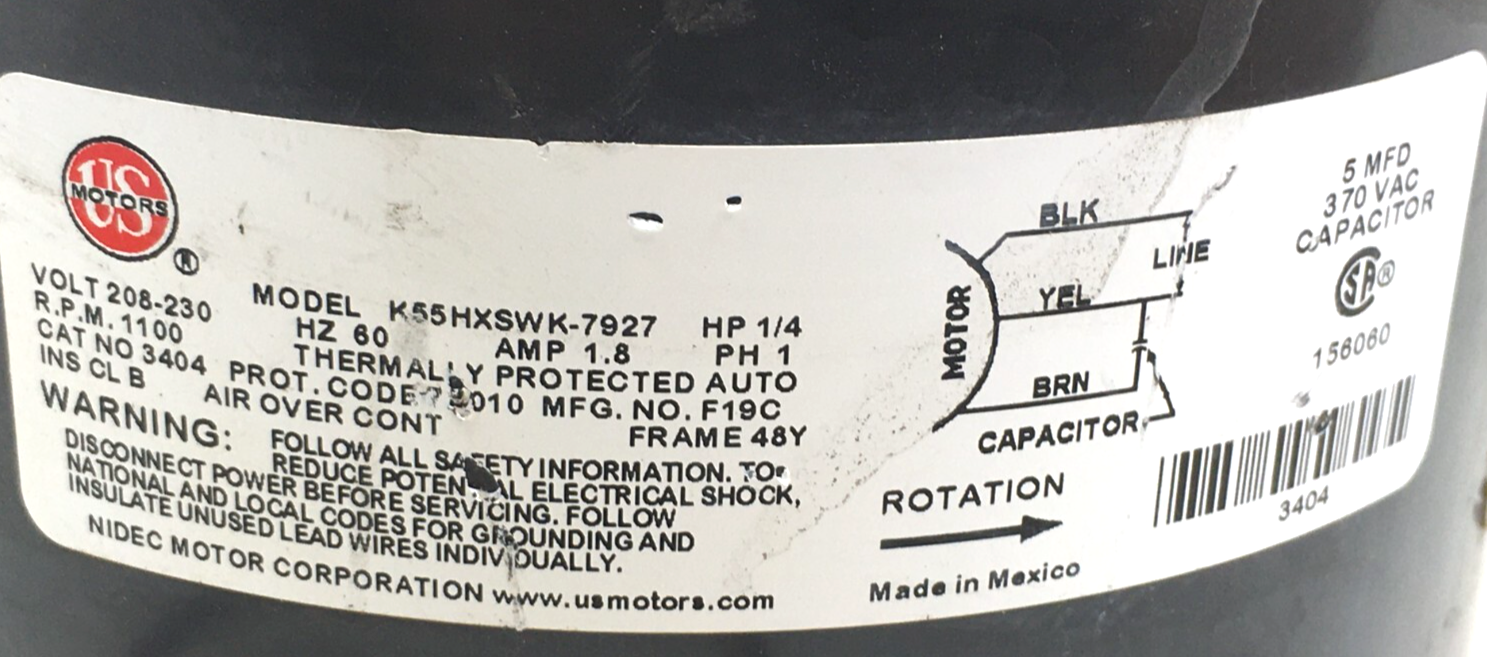 US
MOTORS
®
VOLT 208-230 MODEL K55HXSWK-7927 HP 1/4
R.P.M. 1100 HZ 60 AMP 1.8 PH 1
CAT NO 3404 THERMALLY PROTECTED AUTO
INS CL B PROT. CODE MFG. NO. F19C
AIR OVER CONT FRAME 48Y
WARNING: FOLLOW ALL SAFETY INFORMATION. TO
REDUCE POTENTIAL ELECTRICAL SHOCK,
DISCONNECT POWER BEFORE SERVICING. FOLLOW
NATIONAL AND LOCAL CODES FOR GROUNDING AND
INSULATE UNUSED LEAD WIRES INDIVIDUALLY.
NIDEC MOTOR CORPORATION www.usmotors.com
MOTOR
BLK
LINE
YEL
BRN
CAPACITOR
ROTATION
Made in Mexico
5 MFD
370 VAC
CAPACITOR
SA®
156060
3404